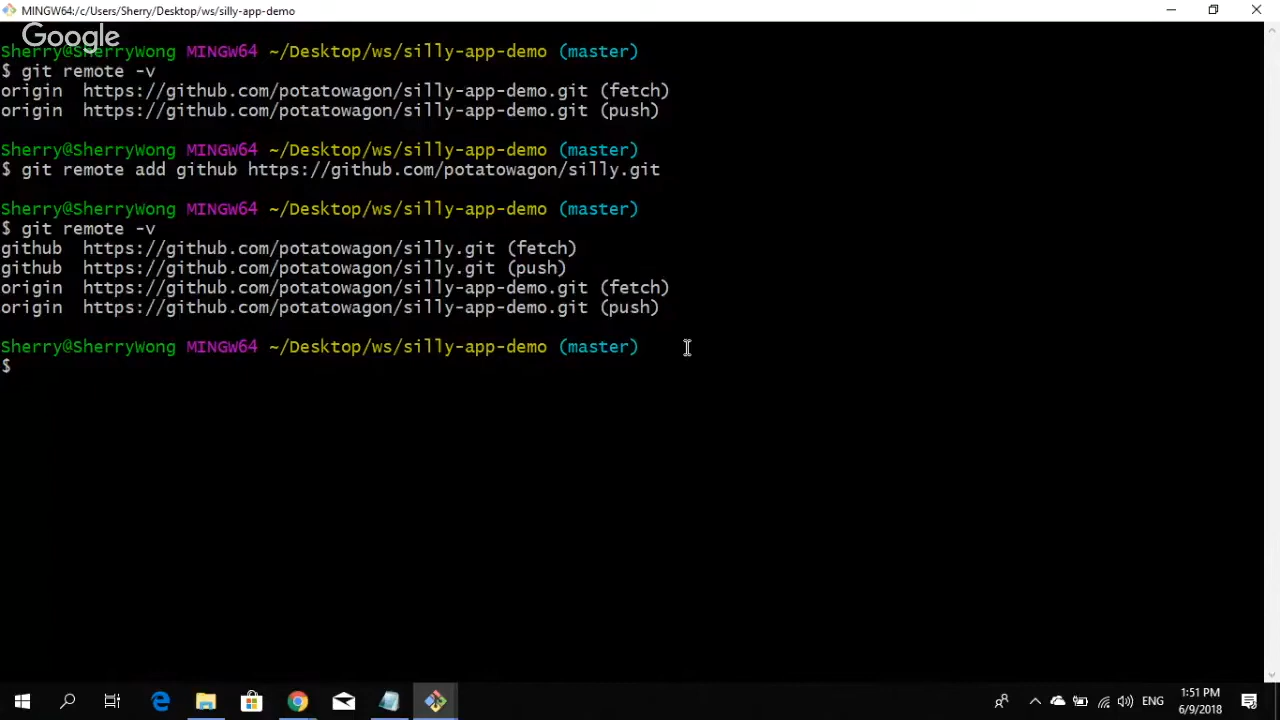 MINGW64:/c/Users/Sherry/Desktop/ws/silly-app-demo
Google
Sherry@SherryWong MINGW64 ~/Desktop/ws/silly-app-demo (master)
$ git remote -v
origin  https://github.com/potatowagon/silly-app-demo.git (fetch)
origin  https://github.com/potatowagon/silly-app-demo.git (push)
Sherry@SherryWong MINGW64 ~/Desktop/ws/silly-app-demo (master)
$ git remote add github https://github.com/potatowagon/silly.git
Sherry@SherryWong MINGW64 ~/Desktop/ws/silly-app-demo (master)
$ git remote -v
github  https://github.com/potatowagon/silly.git (fetch)
github  https://github.com/potatowagon/silly.git (push)
origin  https://github.com/potatowagon/silly-app-demo.git (fetch)
origin  https://github.com/potatowagon/silly-app-demo.git (push)
Sherry@SherryWong MINGW64 ~/Desktop/ws/silly-app-demo (master)
$
ENG
1:51 PM
6/9/2018